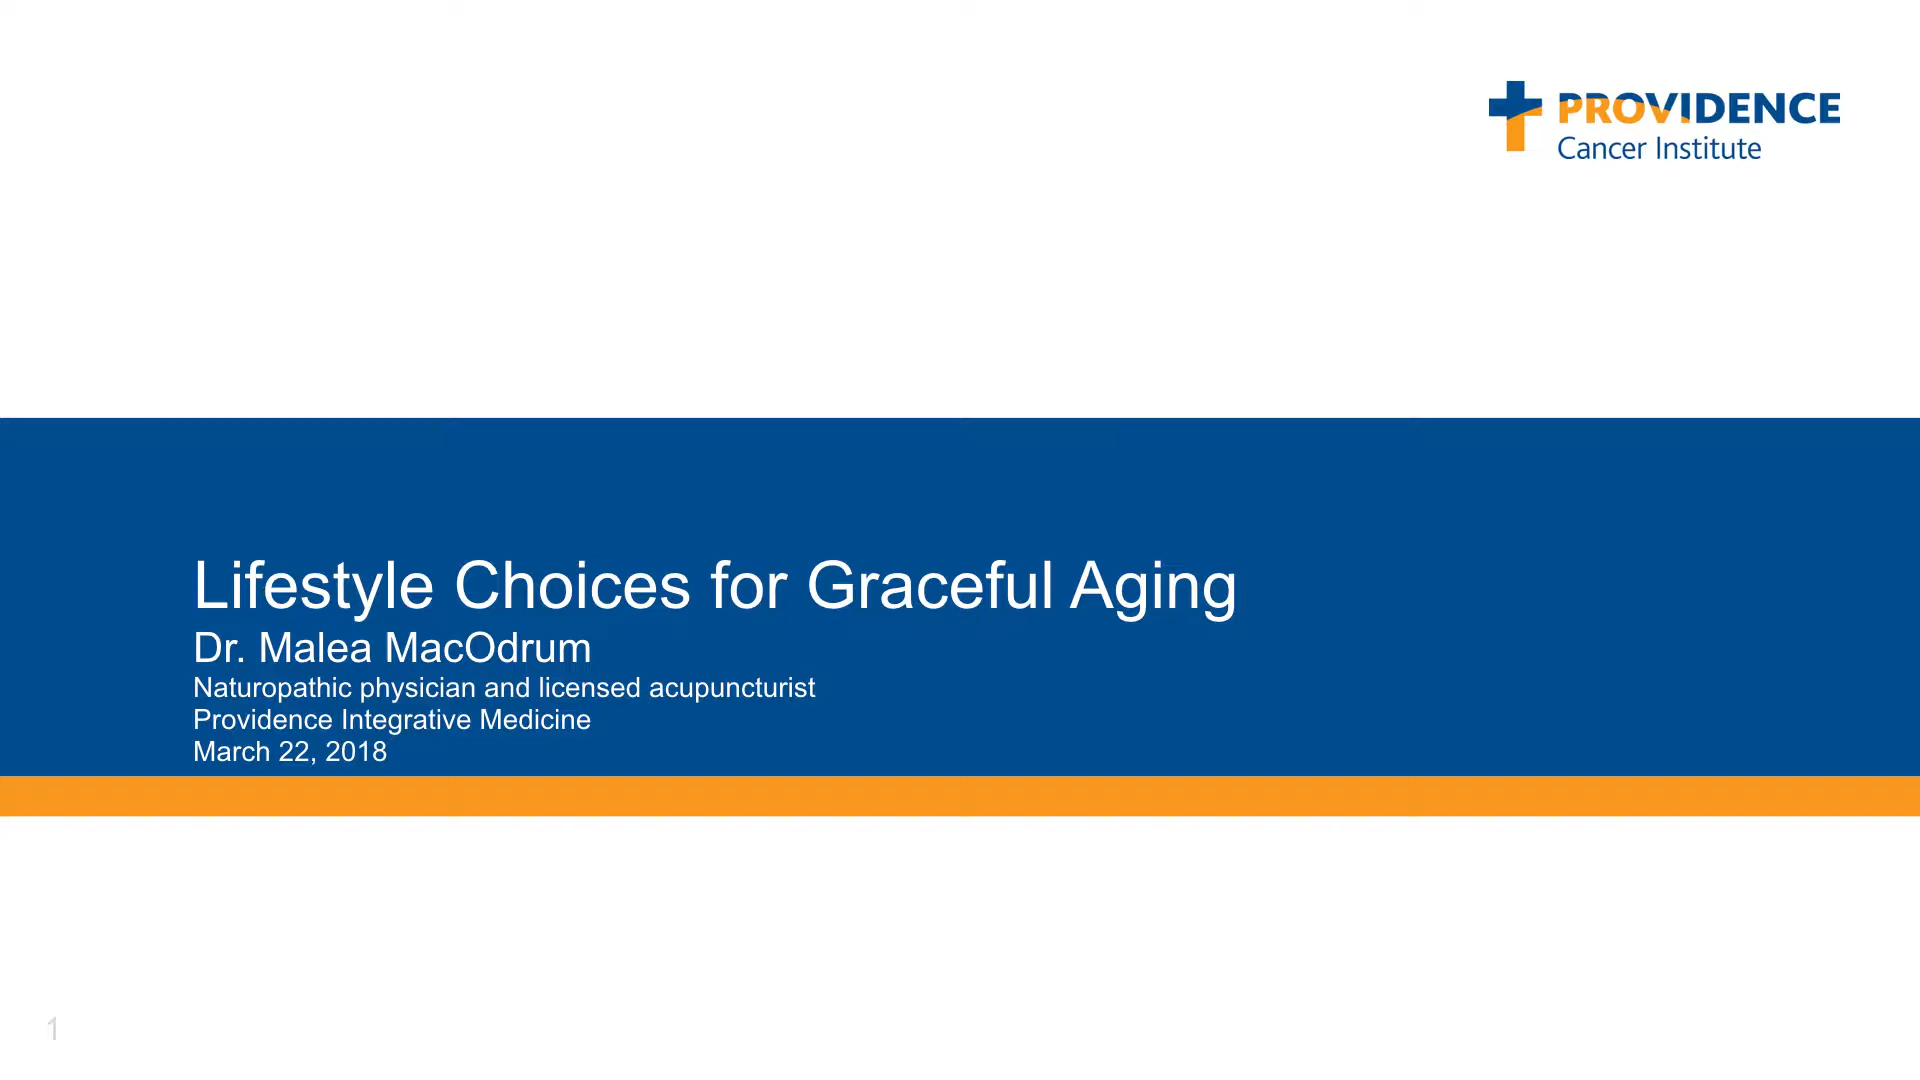 PROVIDENCE
Cancer Institute
Lifestyle Choices for Graceful Aging
Dr. Malea MacOdrum
Naturopathic physician and licensed acupuncturist
Providence Integrative Medicine
March 22, 2018
1